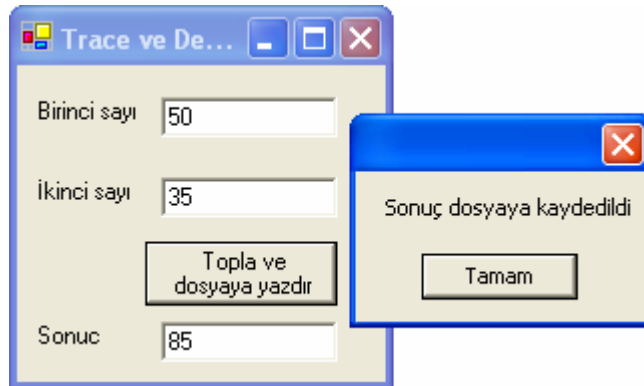 Trace ve De...
Birinci sayı 50
İkinci sayı 35
Topla ve
dosyaya yazdır
Sonuc 85
Sonuç dosyaya kaydedildi
Tamam